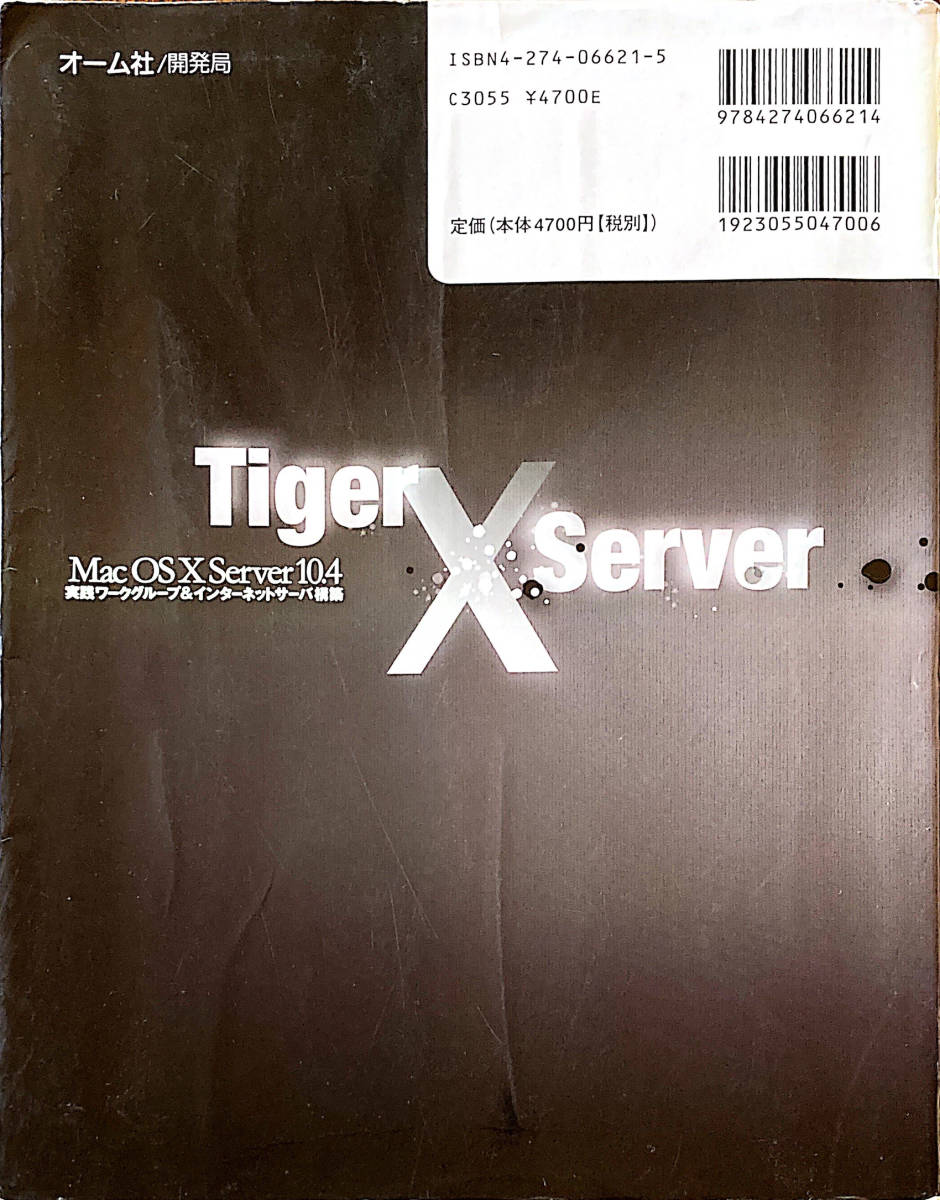 オーム社/開発局
ISBN4-274-06621-5
C3055 ¥4700E
9784274066214
定価(本体4700円【税別】)
1923055047006
Tiger X Server
Mac OS X Server 10.4
実践ワークグループ&インターネットサーバ構築